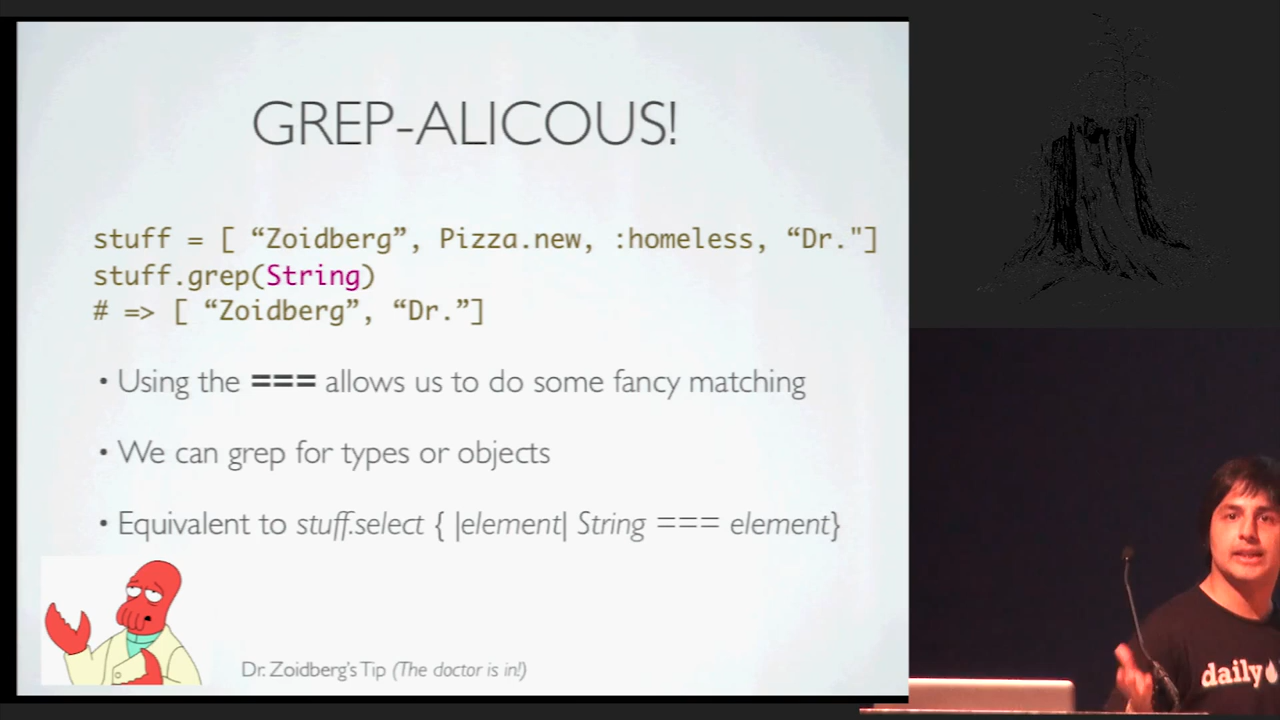 GREP-ALICOUS!
stuff = [ “Zoidberg”, Pizza.new, :homeless, “Dr."]
stuff.grep(String)
# => [ “Zoidberg”, “Dr.”]
• Using the === allows us to do some fancy matching
• We can grep for types or objects
• Equivalent to stuff.select { |element| String === element}
Dr. Zoidberg's Tip (The doctor is in!)
daily